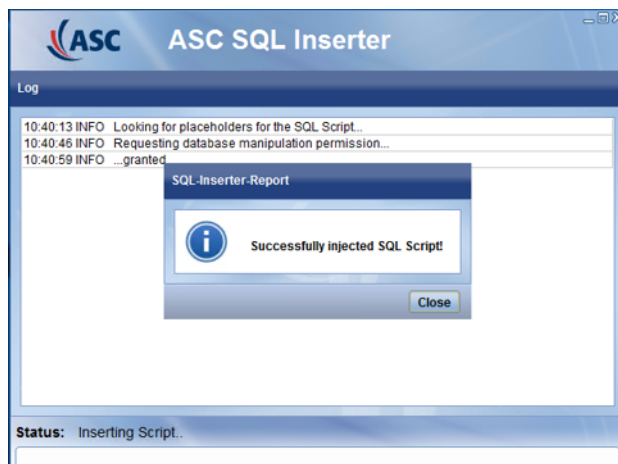 ASC ASC SQL Inserter
Log
10:40:13 INFO Looking for placeholders for the SQL Script...
10:40:46 INFO Requesting database manipulation permission...
10:40:59 INFO ...granted
SQL-Inserter-Report
Successfully injected SQL Script!
Close
Status: Inserting Script..